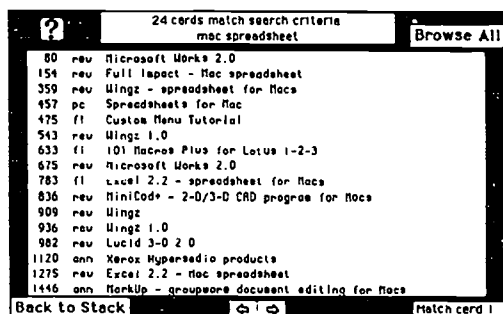 ?
24 cards match search criteria
mac spreadsheet
Browse All
80 rev Microsoft Works 2.0
154 rev Full Impact - Mac spreadsheet
359 rev Wingz - spreadsheet for Macs
457 pc Spreadsheets for Mac
475 ft Custom Menu Tutorial
543 rev Wingz 1.0
633 fi 101 Macros Plus for Lotus 1-2-3
675 rev Microsoft Works 2.0
783 fl Excel 2.2 - spreadsheet for Macs
836 rev MiniCad+ - 2-D/3-D CAD program for Macs
909 rev Wingz
936 rev Wingz 1.0
982 rev Lucid 3-D 2.0
1120 ann Xerox Hypermedia products
1275 rev Excel 2.2 - Mac spreadsheet
1446 ann MarkUp - groupware document editing for Macs
Back to Stack
Match card 1